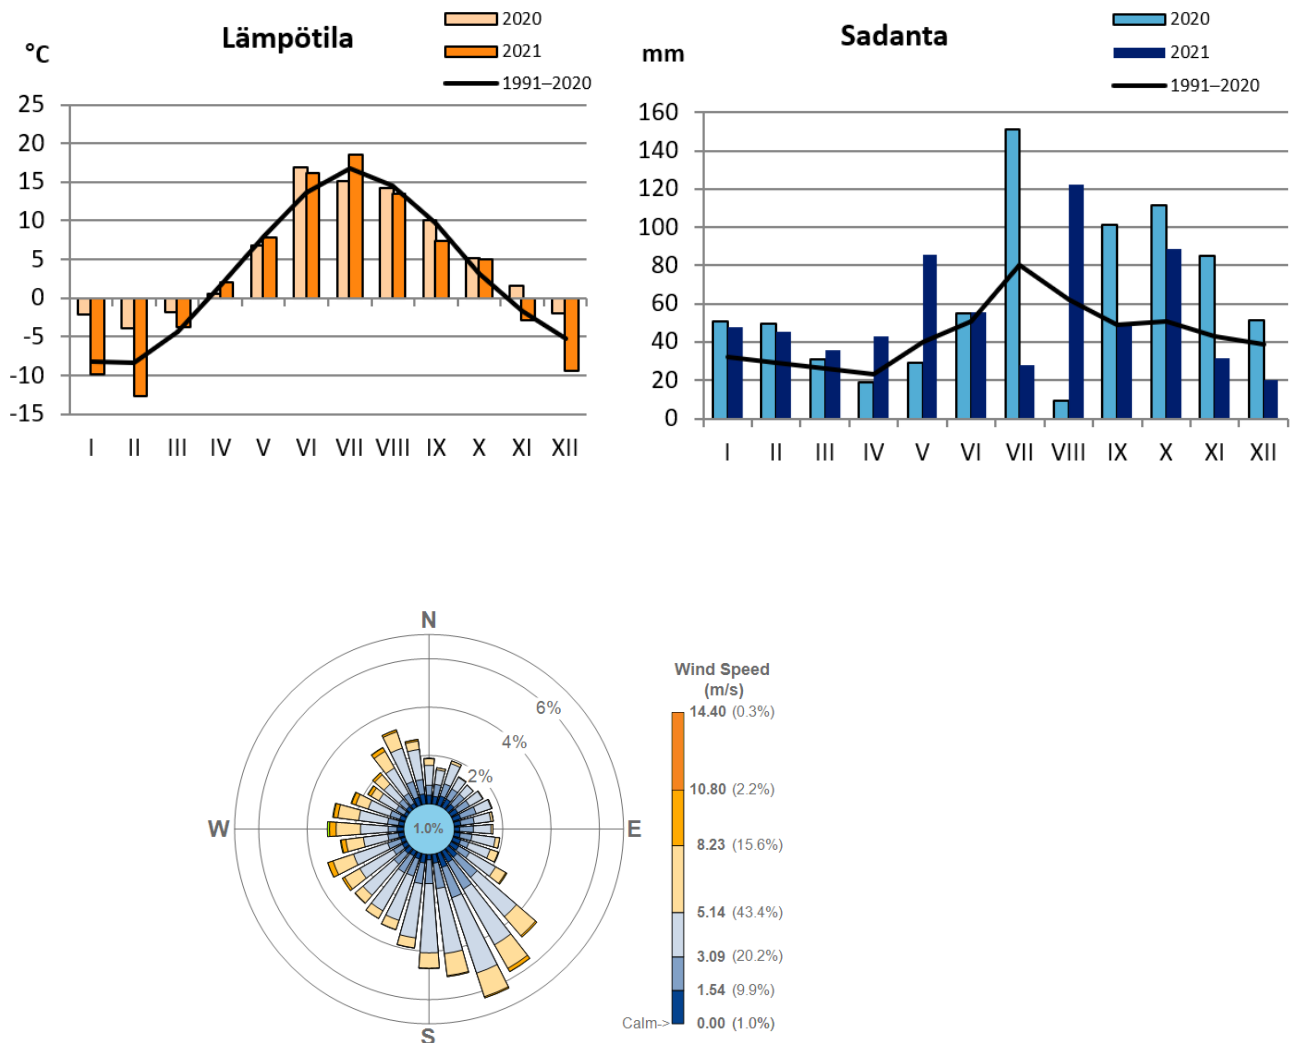 Lämpötila
°C
2020
2021
1991–2020
25
20
15
10
5
0
-5
-10
-15
I II III IV V VI VII VIII IX X XI XII
Sadanta
mm
2020
2021
1991–2020
160
140
120
100
80
60
40
20
0
I II III IV V VI VII VIII IX X XI XII
N
6%
4%
2%
W
1.0%
E
S
Wind Speed
(m/s)
14.40 (0.3%)
10.80 (2.2%)
8.23 (15.6%)
5.14 (43.4%)
3.09 (20.2%)
1.54 (9.9%)
Calm-> 0.00 (1.0%)